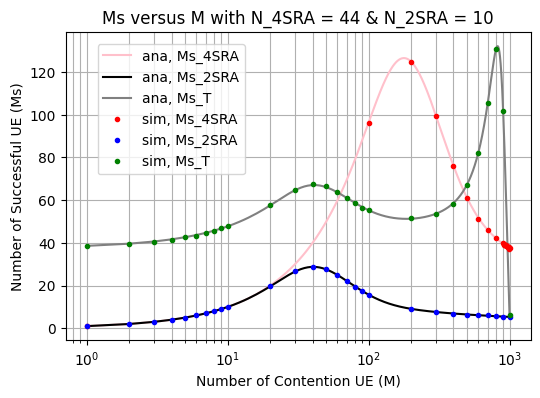 Ms versus M with N_4SRA = 44 & N_2SRA = 10
Number of Successful UE (Ms)
120
100
80
60
40
20
0
ana, Ms_4SRA
ana, Ms_2SRA
ana, Ms_T
sim, Ms_4SRA
sim, Ms_2SRA
sim, Ms_T
10⁰
10¹
10²
10³
Number of Contention UE (M)